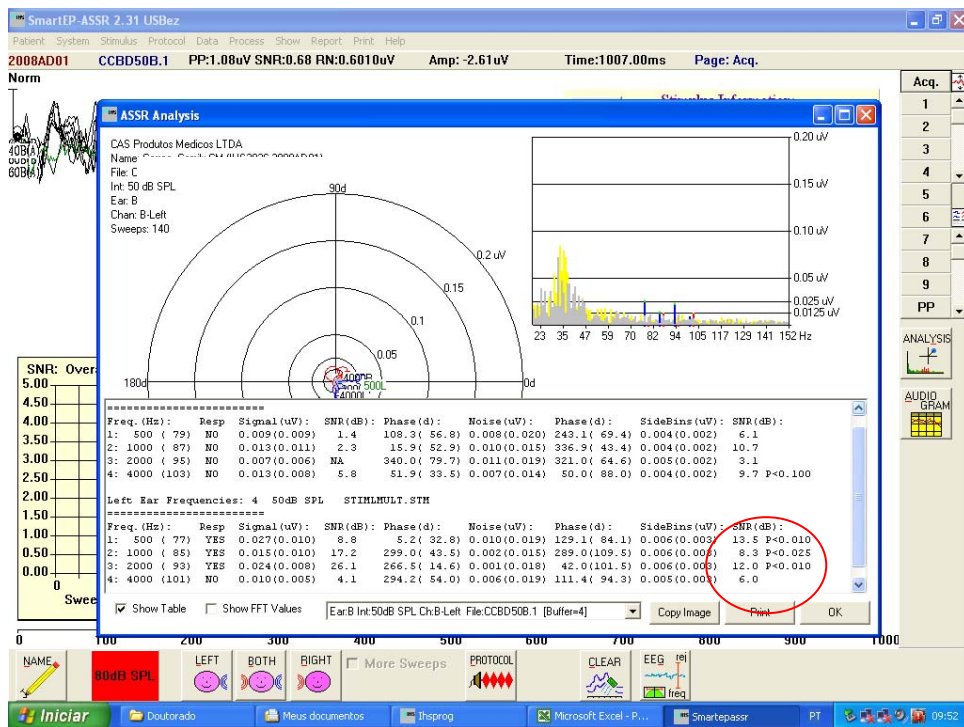 SmartEP-ASSR 2.31 USBez
Patient System Stimulus Protocol Data Process Show Report Print Help
2008AD01 CCBD50B.1 PP:1.08uV SNR:0.68 RN:0.6010uV Amp: -2.61uV Time:1007.00ms Page: Acq.
Norm
Acq.
1
2
3
4
5
6
7
8
9
PP
ANALYSIS
AUDIO
GRAM
ASSR Analysis
CAS Produtos Medicos LTDA
Name
File: C
Int: 50 dB SPL
Ear: B
Chan: B-Left
Sweeps: 140
90d
0.2 uV
0.15
0.1
0.05
180d
0d
500L
4000L
0.20 uV
0.15 uV
0.10 uV
0.05 uV
0.025 uV
0.0125 uV
23 35 47 59 70 82 94 105 117 129 141 152 Hz
SNR: Overa
5.00
4.50
4.00
3.50
3.00
2.50
2.00
1.50
1.00
0.50
0.00
0
Swee
=========================
Freq.(Hz): Resp Signal(uV): SNR(dB): Phase(d): Noise(uV): Phase(d): SideBins(uV): SNR(dB):
1: 500 ( 79) NO 0.009(0.009) 1.4 108.3( 56.8) 0.008(0.020) 243.1( 69.4) 0.004(0.002) 6.1
2: 1000 ( 87) NO 0.013(0.011) 2.3 15.9( 52.9) 0.010(0.015) 336.9( 43.4) 0.004(0.002) 10.7
3: 2000 ( 95) NO 0.007(0.006) NA 340.0( 79.7) 0.011(0.019) 321.0( 64.6) 0.005(0.002) 3.1
4: 4000 (103) NO 0.013(0.008) 5.8 51.9( 33.5) 0.007(0.014) 50.0( 88.0) 0.004(0.002) 9.7 P<0.100
Left Ear Frequencies: 4 50dB SPL STIMLMULT.STM
=========================
Freq.(Hz): Resp Signal(uV): SNR(dB): Phase(d): Noise(uV): Phase(d): SideBins(uV): SNR(dB):
1: 500 ( 77) YES 0.027(0.010) 8.8 5.2( 32.8) 0.010(0.019) 129.1( 84.1) 0.006(0.003) 13.5 P<0.010
2: 1000 ( 85) YES 0.015(0.010) 17.2 299.0( 43.5) 0.002(0.015) 289.0(109.5) 0.006(0.003) 8.3 P<0.025
3: 2000 ( 93) YES 0.024(0.008) 26.1 266.5( 14.6) 0.001(0.018) 42.0(101.5) 0.006(0.003) 12.0 P<0.010
4: 4000 (101) NO 0.010(0.005) 4.1 294.2( 54.0) 0.006(0.019) 111.4( 94.3) 0.005(0.003) 6.0
Show Table Show FFT Values Ear:B Int:50dB SPL Ch:B-Left File:CCBD50B.1 [Buffer=4] Copy Image Print OK
0 100 200 300 400 500 600 700 800 900 1000
NAME
80dB SPL
LEFT BOTH RIGHT More Sweeps PROTOCOL CLEAR EEG rej
freq
Iniciar Doutorado Meus documentos Ihsprog Microsoft Excel - P... Smartepassr PT 09:52